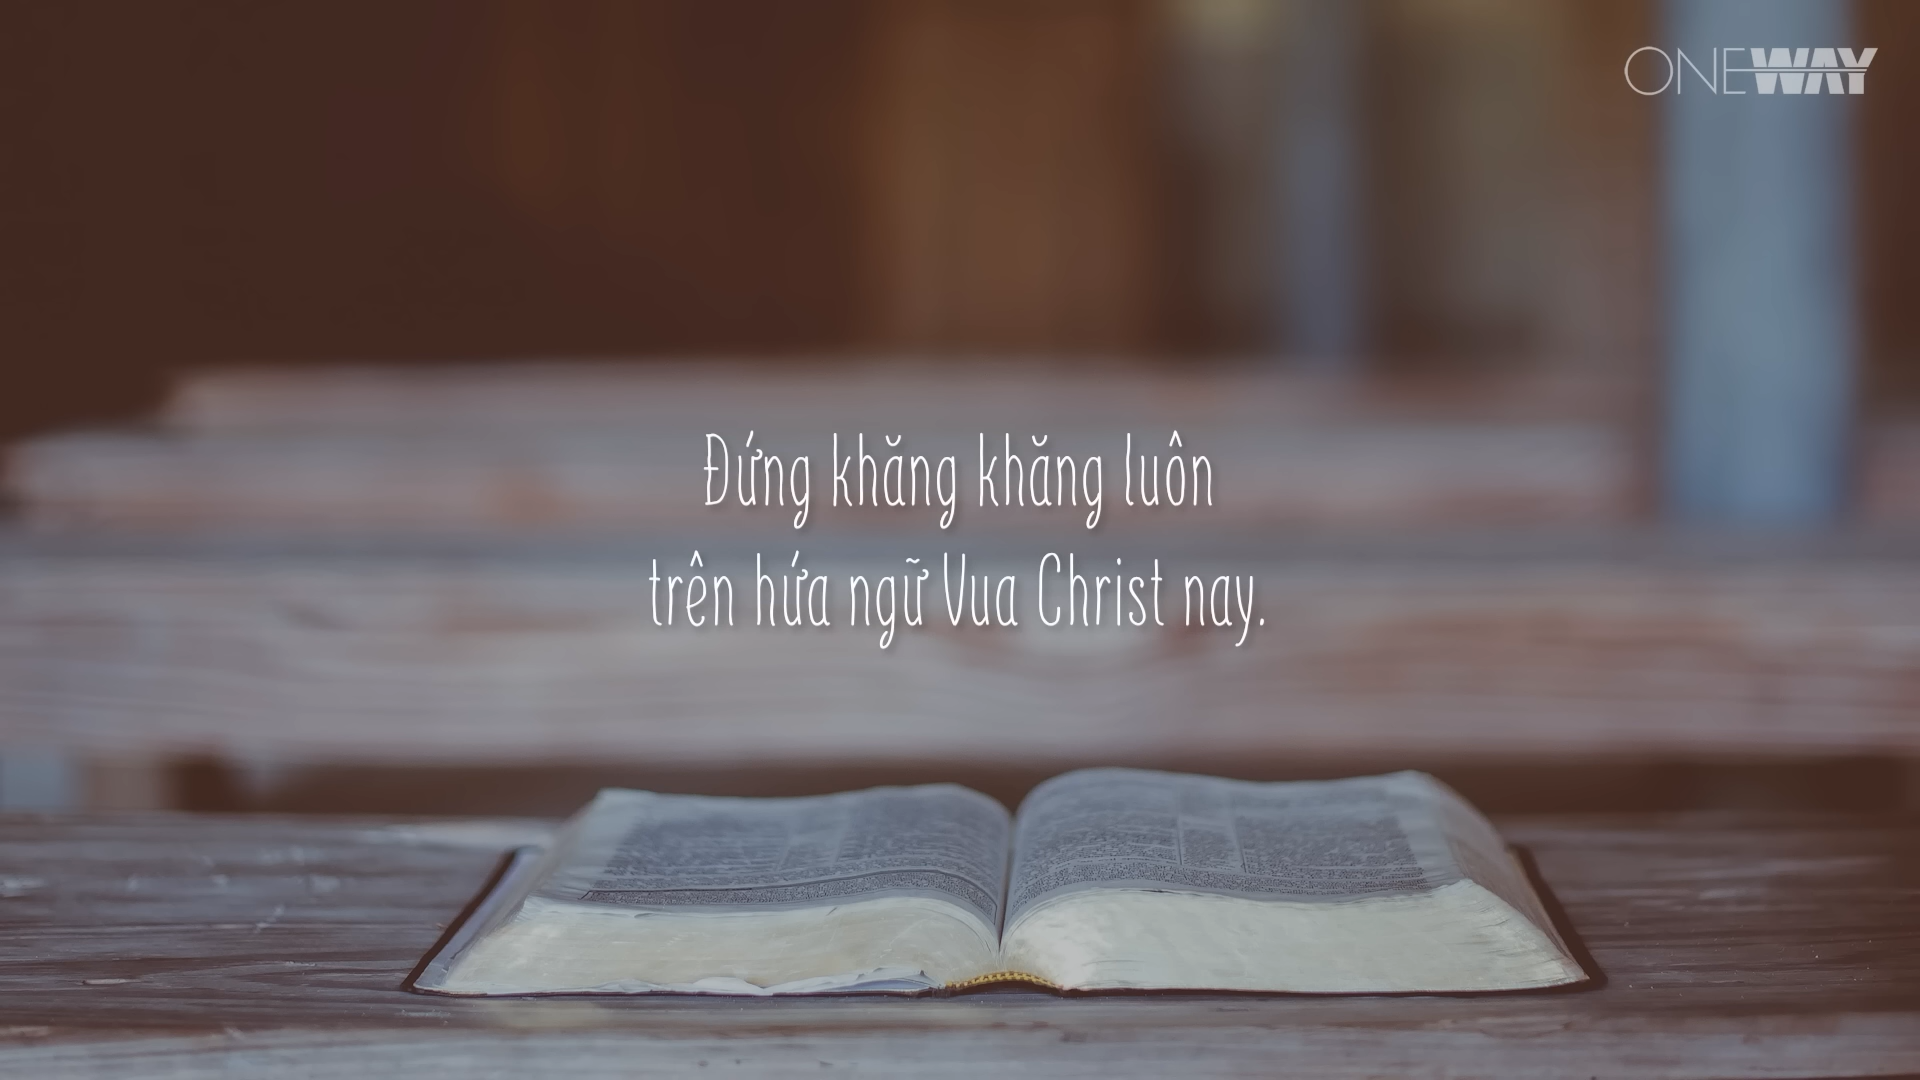 ONEWAY
Đứng khăng khăng luôn
trên hứa ngữ Vua Christ nay.